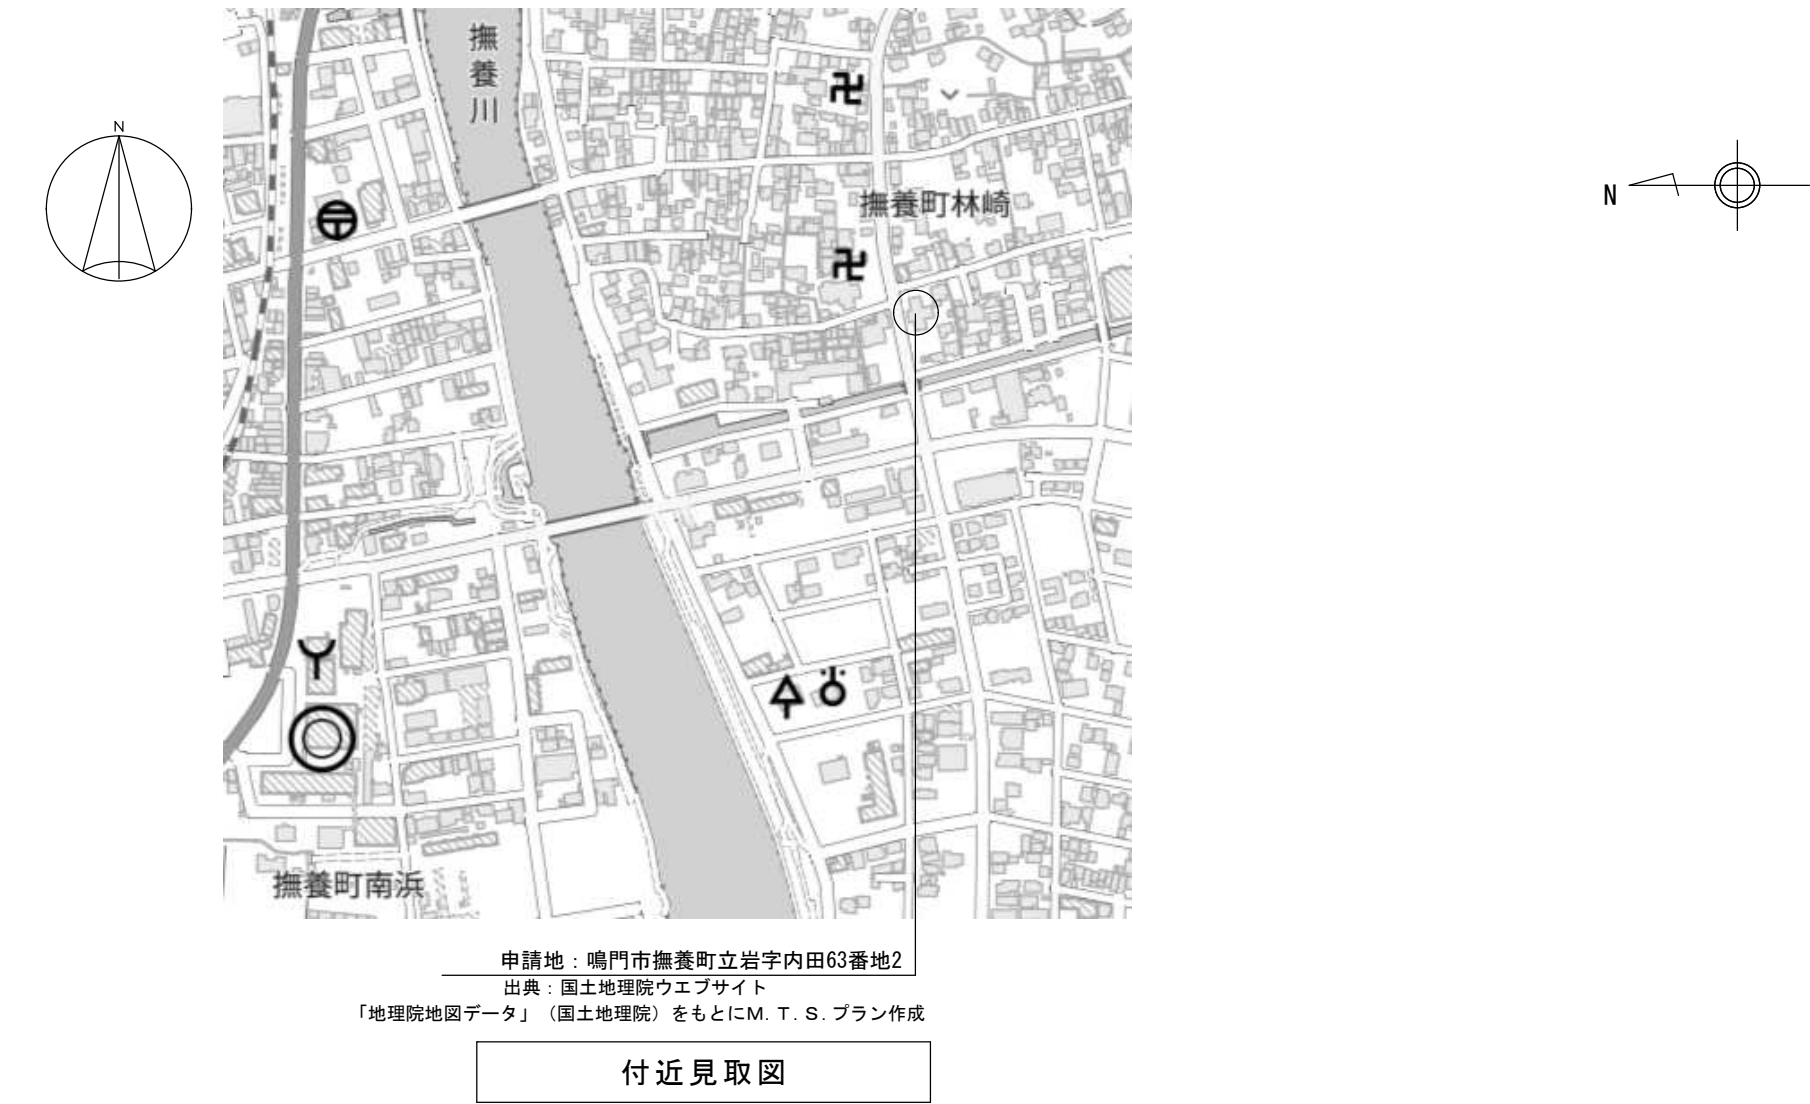 撫養川
N
N
撫養町林崎
撫養町南浜
申請地：鳴門市撫養町立岩字内田63番地2
出典：国土地理院ウエブサイト
「地理院地図データ」（国土地理院）をもとにＭ．Ｔ．Ｓ．プラン作成
付近見取図